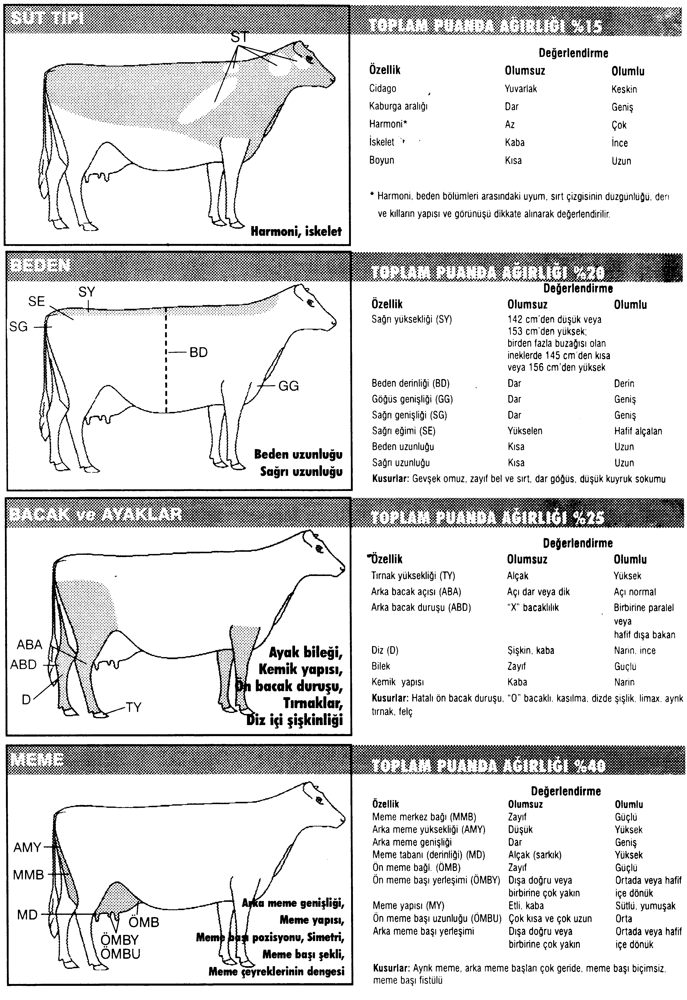 SÜT TİPİ
TOPLAM PUANDA AĞIRLIĞI %15
ST
Harmoni, iskelet
Değerlendirme
Özellik Olumsuz Olumlu
Cidago Yuvarlak Keskin
Kaburga aralığı Dar Geniş
Harmoni* Az Çok
İskelet Kaba İnce
Boyun Kısa Uzun
* Harmoni, beden bölümleri arasındaki uyum, sırt çizgisinin düzgünlüğü, deri
ve kılların yapısı ve görünüşü dikkate alınarak değerlendirilir.
BEDEN
TOPLAM PUANDA AĞIRLIĞI %20
SY
SE
SG
BD
GG
Beden uzunluğu
Sağrı uzunluğu
Değerlendirme
Özellik Olumsuz Olumlu
Sağrı yüksekliği (SY) 142 cm'den düşük veya
153 cm'den yüksek;
birden fazla buzağısı olan
ineklerde 145 cm'den kısa
veya 156 cm'den yüksek
Beden derinliği (BD) Dar Derin
Göğüs genişliği (GG) Dar Geniş
Sağrı genişliği (SG) Dar Geniş
Sağrı eğimi (SE) Yükselen Hafif alçalan
Beden uzunluğu Kısa Uzun
Sağrı uzunluğu Kısa Uzun
Kusurlar: Gevşek omuz, zayıf bel ve sırt, dar göğüs, düşük kuyruk sokumu
BACAK ve AYAKLAR
TOPLAM PUANDA AĞIRLIĞI %25
ABA
ABD
D
TY
Ayak bileği,
Kemik yapısı,
Ön bacak duruşu,
Tırnaklar,
Diz içi şişkinliği
Değerlendirme
Özellik Olumsuz Olumlu
Tırnak yüksekliği (TY) Alçak Yüksek
Arka bacak açısı (ABA) Açı dar veya dik Açı normal
Arka bacak duruşu (ABD) "X" bacaklılık Birbirine paralel
veya
hafif dışa bakan
Diz (D) Şişkin, kaba Narin, ince
Bilek Zayıf Güçlü
Kemik yapısı Kaba Narin
Kusurlar: Hatalı ön bacak duruşu, "O" bacaklı, kasılma, dizde şişlik, limax, ayrık
tırnak, felç
MEME
TOPLAM PUANDA AĞIRLIĞI %40
AMY
MMB
MD
ÖMB
ÖMBY
ÖMBU
Arka meme genişliği,
Meme yapısı,
Meme başı pozisyonu, Simetri,
Meme başı şekli,
Meme çeyreklerinin dengesi
Değerlendirme
Özellik Olumsuz Olumlu
Meme merkez bağı (MMB) Zayıf Güçlü
Arka meme yüksekliği (AMY) Düşük Yüksek
Arka meme genişliği Dar Geniş
Meme tabanı (derinliği) (MD) Alçak (sarkık) Yüksek
Ön meme bağl. (ÖMB) Zayıf Güçlü
Ön meme başı yerleşimi (ÖMBY) Dışa doğru veya Ortada veya hafif
birbirine çok yakın içe dönük
Meme yapısı (MY) Etli, kaba Sütlü, yumuşak
Ön meme başı uzunluğu (ÖMBU) Çok kısa ve çok uzun Orta
Arka meme başı yerleşimi Dışa doğru veya Ortada veya hafif
birbirine çok yakın içe dönük
Kusurlar: Ayrık meme, arka meme başları çok geride, meme başı biçimsiz,
meme başı fistülü